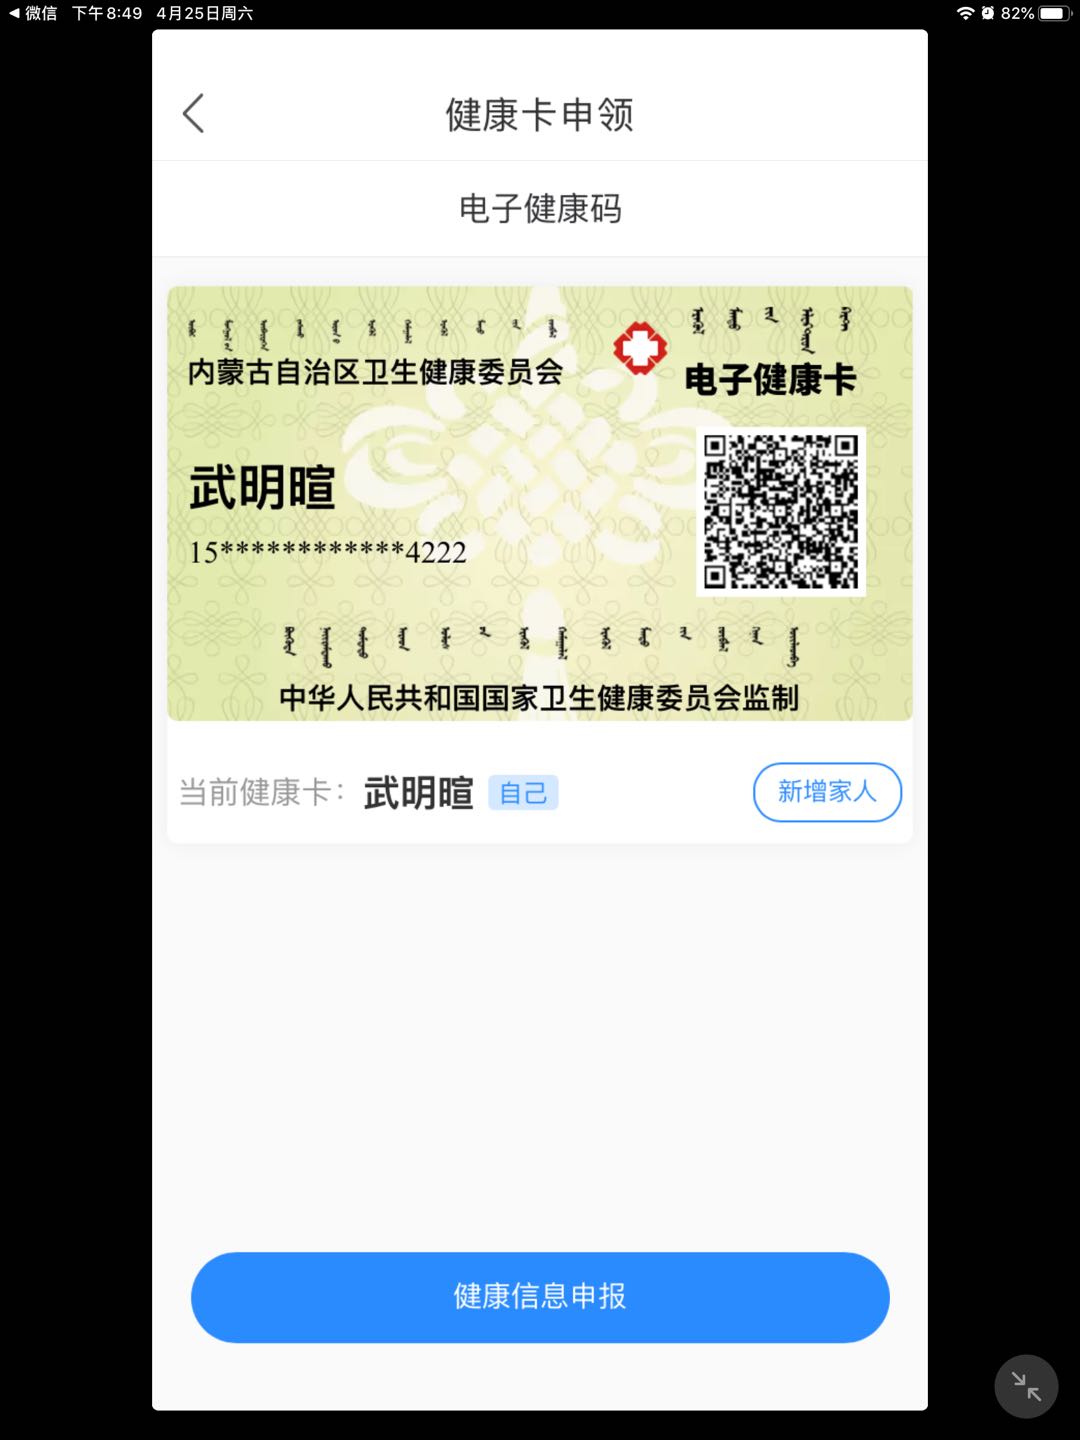 微信 下午8:49 4月25日周六 82%
健康卡申领
电子健康码
内蒙古自治区卫生健康委员会
电子健康卡
武明暄
15************4222
中华人民共和国国家卫生健康委员会监制
当前健康卡： 武明暄 自己 新增家人
健康信息申报